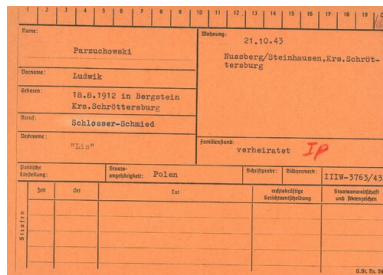 1 2 3 4 5 6 7 8 9 10 11 12 13 14 15 16 17 18 19
Name:
Parzuchowski
Vorname:
Ludwik
Geboren:
18.8.1912 in Bergstein
Krs.Schröttersburg
Beruf:
Schlosser-Schmied
Deckname:
"Lis"
Wohnung:
21.10.43
Nussberg/Steinhausen,Krs.Schröt-
tersburg
Familienstand:
verheiratet IP
Politische
Einstellung:
Staats-
angehörigkeit: Polen
Schriftprobe:
Bildvermerk:
IIIW-3763/43
Strafen
Zeit
Ort
Tat
rechtskräftige
Gerichtsentscheidung
Staatsanwaltschaft
und Aktenzeichen